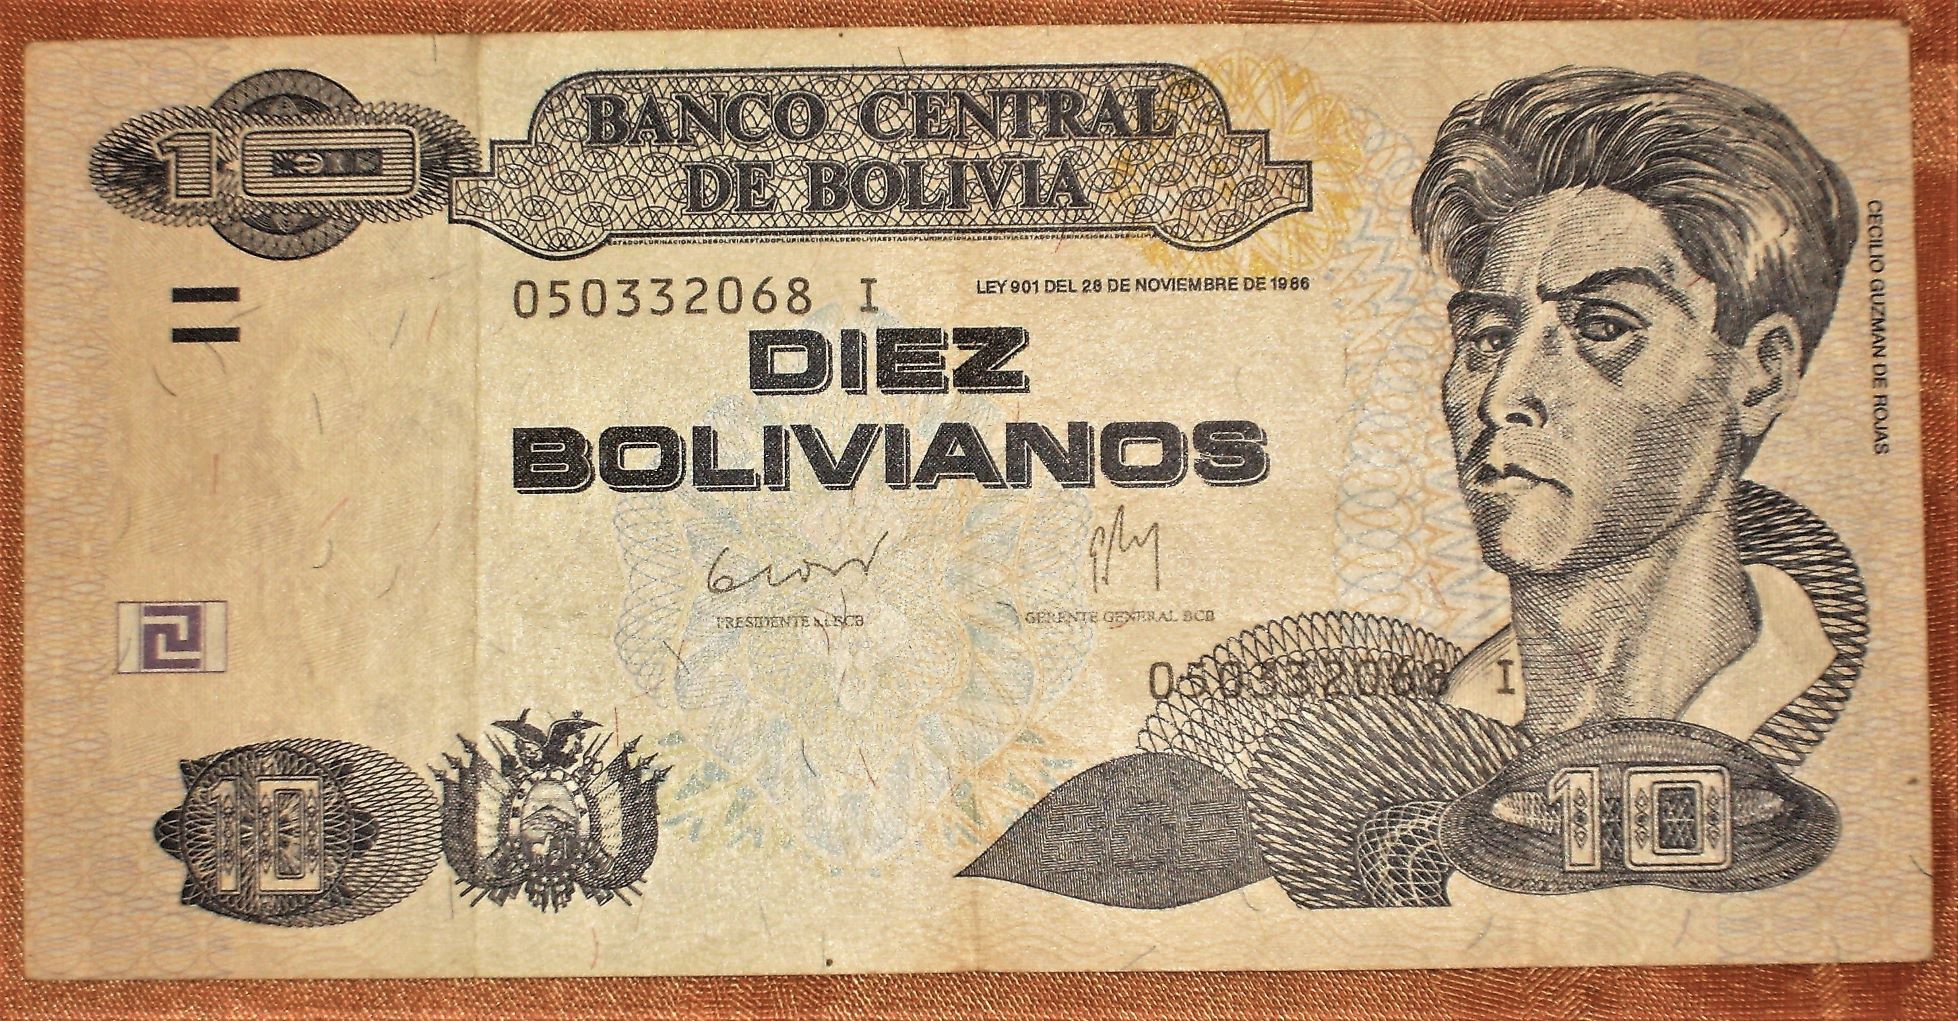 10
BANCO CENTRAL
DE BOLIVIA
050332068 I
LEY 901 DEL 28 DE NOVIEMBRE DE 1986
DIEZ
BOLIVIANOS
CECILIO GUZMAN DE ROJAS
PRESIDENTE a.i. BCB
GERENTE GENERAL BCB
050332068 I
10
10